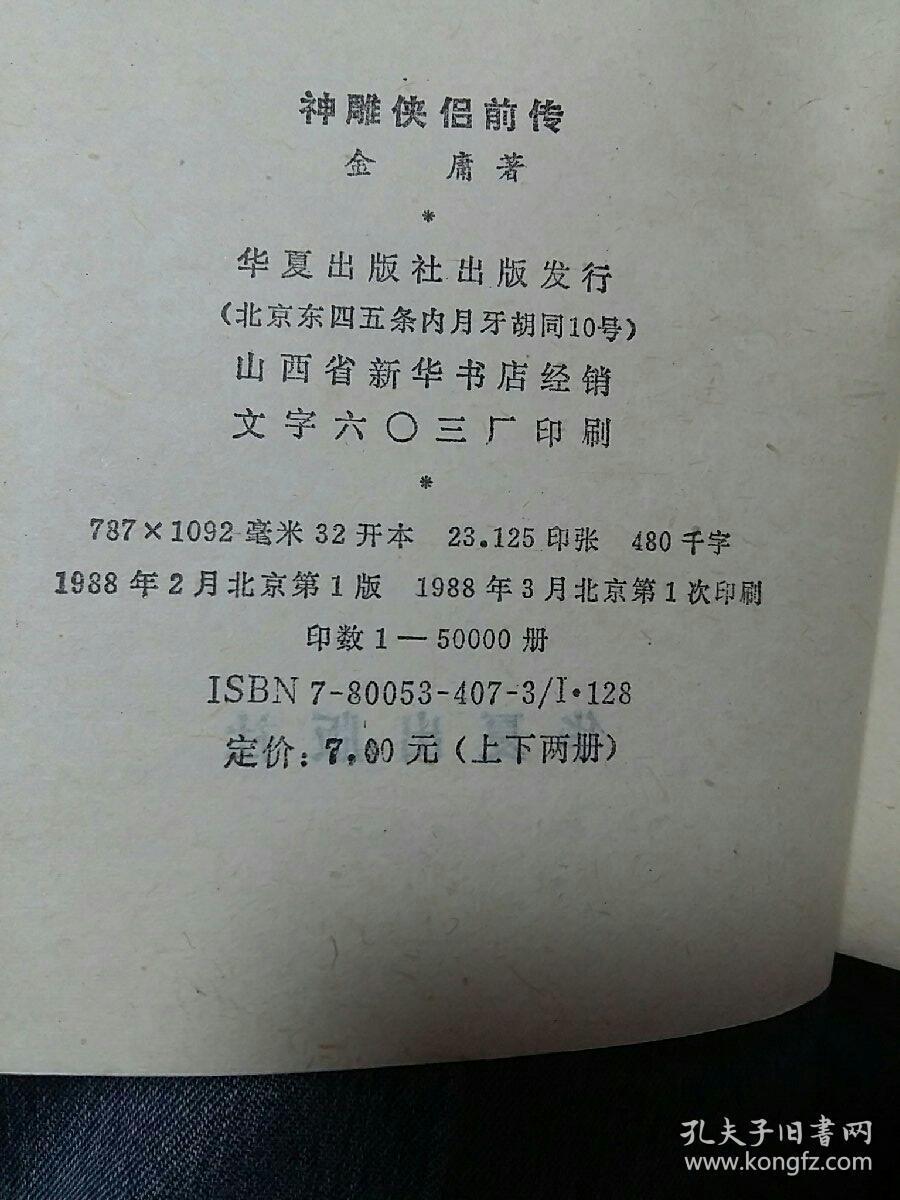 神雕侠侣前传
金 庸 著
*
华夏出版社出版发行
（北京东四五条内月牙胡同10号）
山西省新华书店经销
文字六〇三厂印刷
*
787×1092毫米 32开本 23.125印张 480千字
1988年2月北京第1版 1988年3月北京第1次印刷
印数1—50000册
ISBN 7-80053-407-3/I·128
定价：7.00元（上下两册）
孔夫子旧書网
www.kongfz.com